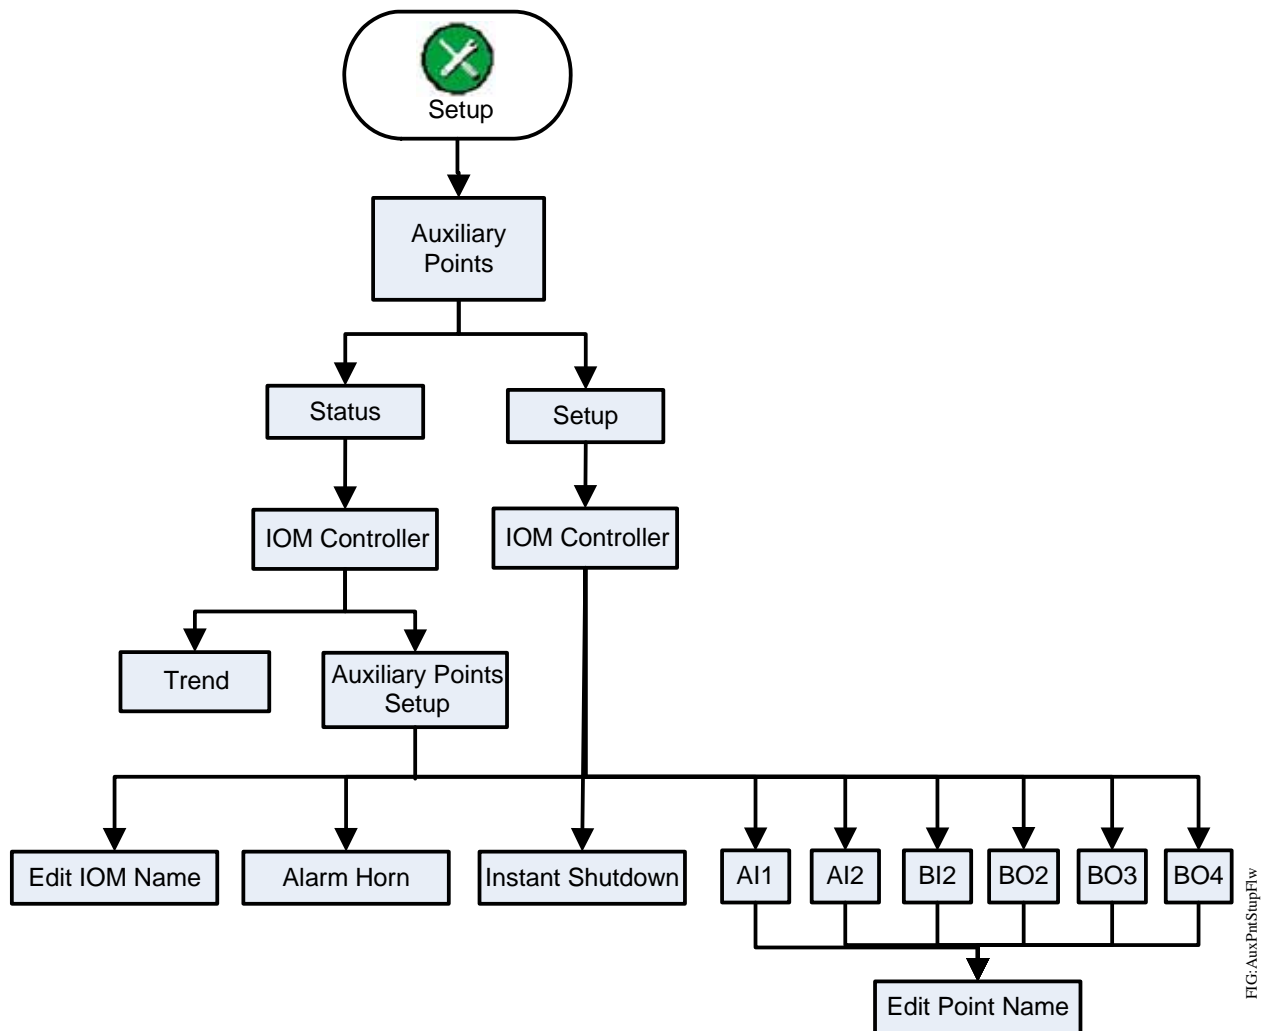 Setup
Auxiliary
Points
Status
Setup
IOM Controller
IOM Controller
Trend
Auxiliary Points
Setup
Edit IOM Name
Alarm Horn
Instant Shutdown
AI1
AI2
BI2
BO2
BO3
BO4
Edit Point Name
FIG: AuxPntStupFlw